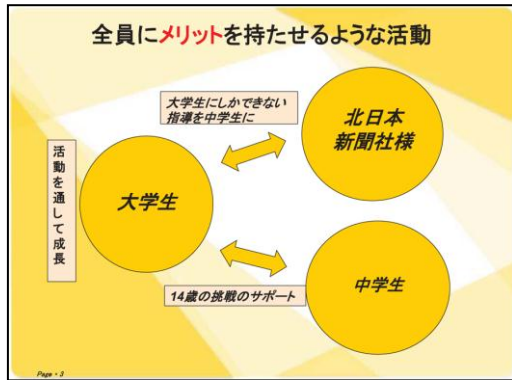 全員にメリットを持たせるような活動
大学生にしかできない
指導を中学生に
北日本
新聞社様
活動を通して成長
大学生
14歳の挑戦のサポート
中学生
Page ▪ 3